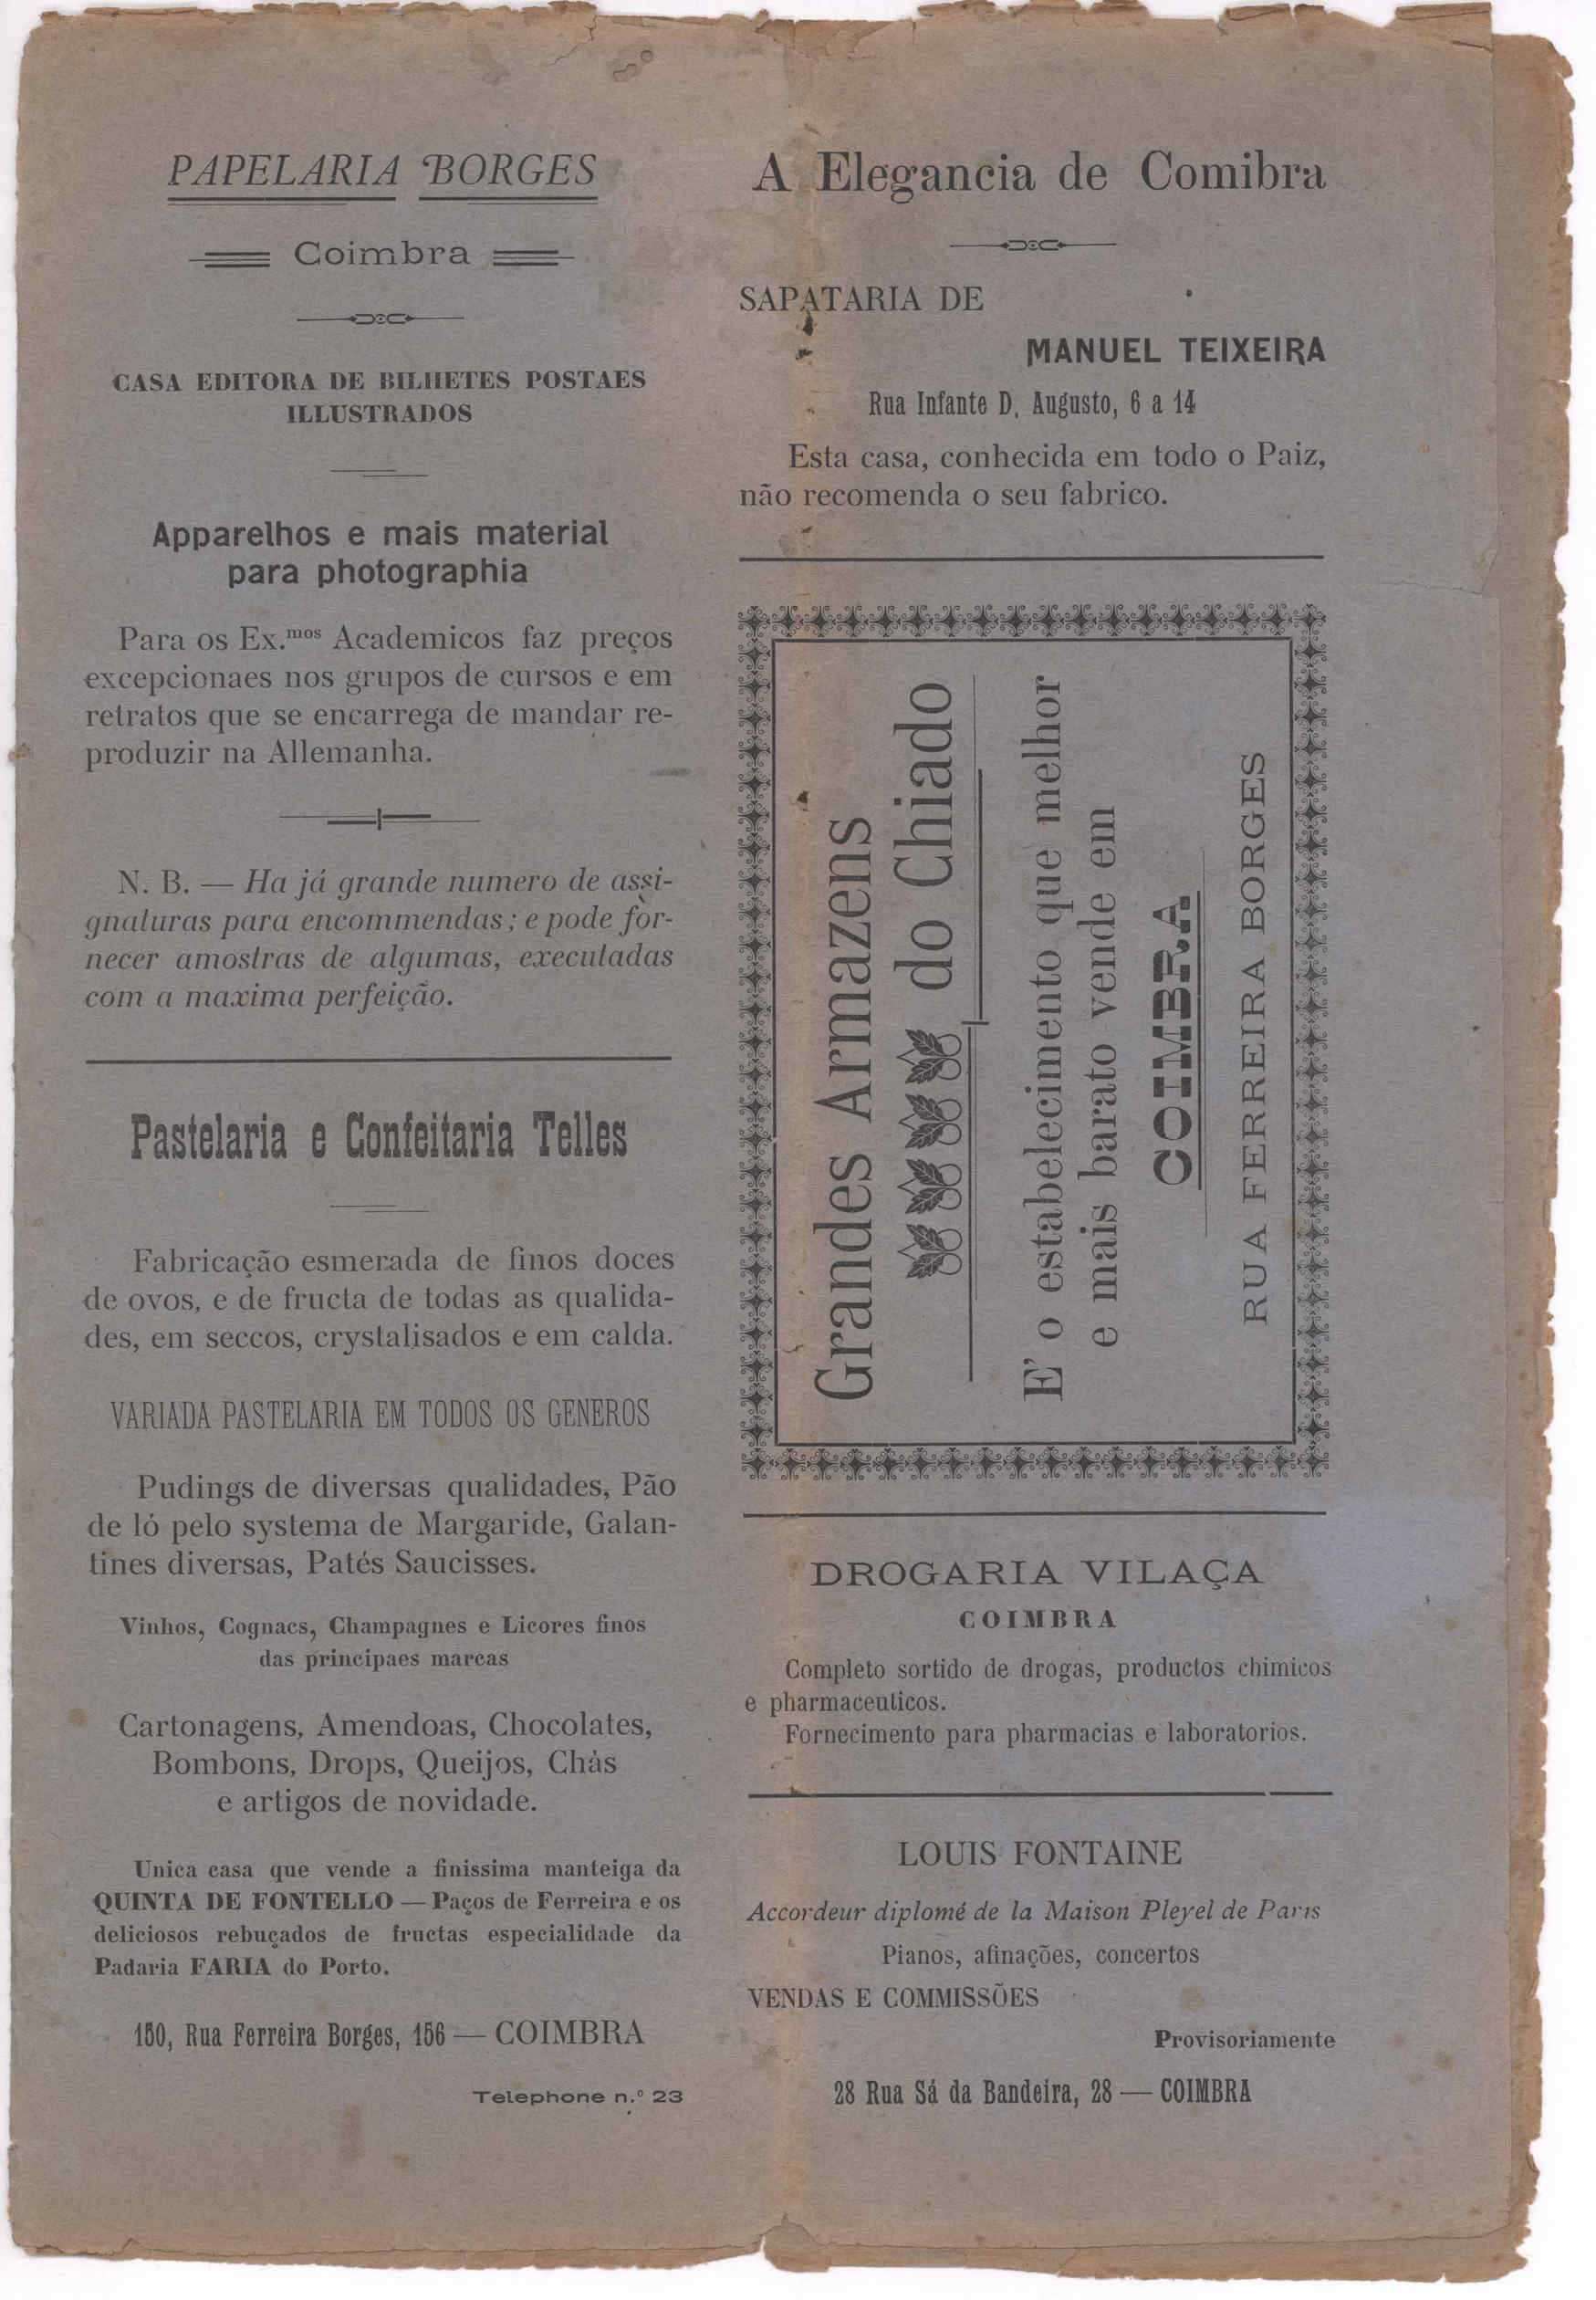 PAPELARIA BORGES
Coimbra
CASA EDITORA DE BILHETES POSTAES
ILLUSTRADOS
Apparelhos e mais material
para photographia
Para os Ex.mos Academicos faz preços
excepcionaes nos grupos de cursos e em
retratos que se encarrega de mandar re-
produzir na Allemanha.
N. B. — Ha já grande numero de assi-
gnaturas para encommendas; e pode for-
necer amostras de algumas, executadas
com a maxima perfeição.
Pastelaria e Confeitaria Telles
Fabricação esmerada de finos doces
de ovos, e de fructa de todas as qualida-
des, em seccos, crystalisados e em calda.
VARIADA PASTELARIA EM TODOS OS GENEROS
Pudings de diversas qualidades, Pão
de ló pelo systema de Margaride, Galan-
tines diversas, Patés Saucisses.
Vinhos, Cognacs, Champagnes e Licores finos
das principaes marcas
Cartonagens, Amendoas, Chocolates,
Bombons, Drops, Queijos, Chás
e artigos de novidade.
Unica casa que vende a finissima manteiga da
QUINTA DE FONTELLO — Paços de Ferreira e os
deliciosos rebuçados de fructas especialidade da
Padaria FARIA do Porto.
150, Rua Ferreira Borges, 156 — COIMBRA
Telephone n.º 23
A Elegancia de Comibra
SAPATARIA DE
MANUEL TEIXEIRA
Rua Infante D. Augusto, 6 a 14
Esta casa, conhecida em todo o Paiz,
não recomenda o seu fabrico.
Grandes Armazens
do Chiado
E' o estabelecimento que melhor
e mais barato vende em
COIMBRA
RUA FERREIRA BORGES
DROGARIA VILAÇA
COIMBRA
Completo sortido de drogas, productos chimicos
e pharmaceuticos.
Fornecimento para pharmacias e laboratorios.
LOUIS FONTAINE
Accordeur diplomé de la Maison Pleyel de Paris
Pianos, afinações, concertos
VENDAS E COMMISSÕES
Provisoriamente
28 Rua Sá da Bandeira, 28 — COIMBRA